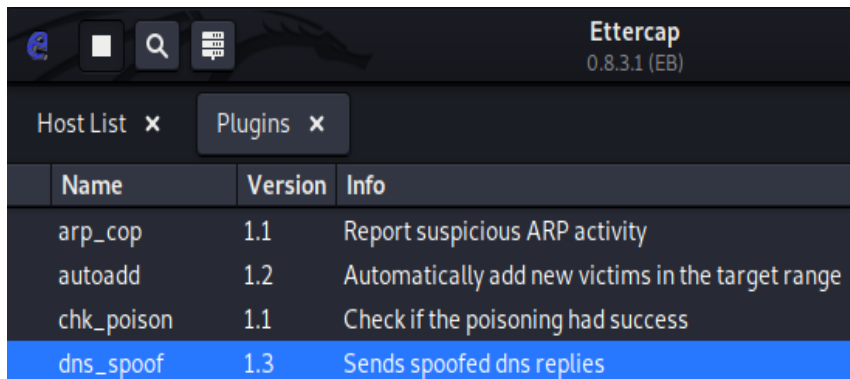 Ettercap
0.8.3.1 (EB)
Host List × Plugins ×
Name Version Info
arp_cop 1.1 Report suspicious ARP activity
autoadd 1.2 Automatically add new victims in the target range
chk_poison 1.1 Check if the poisoning had success
dns_spoof 1.3 Sends spoofed dns replies